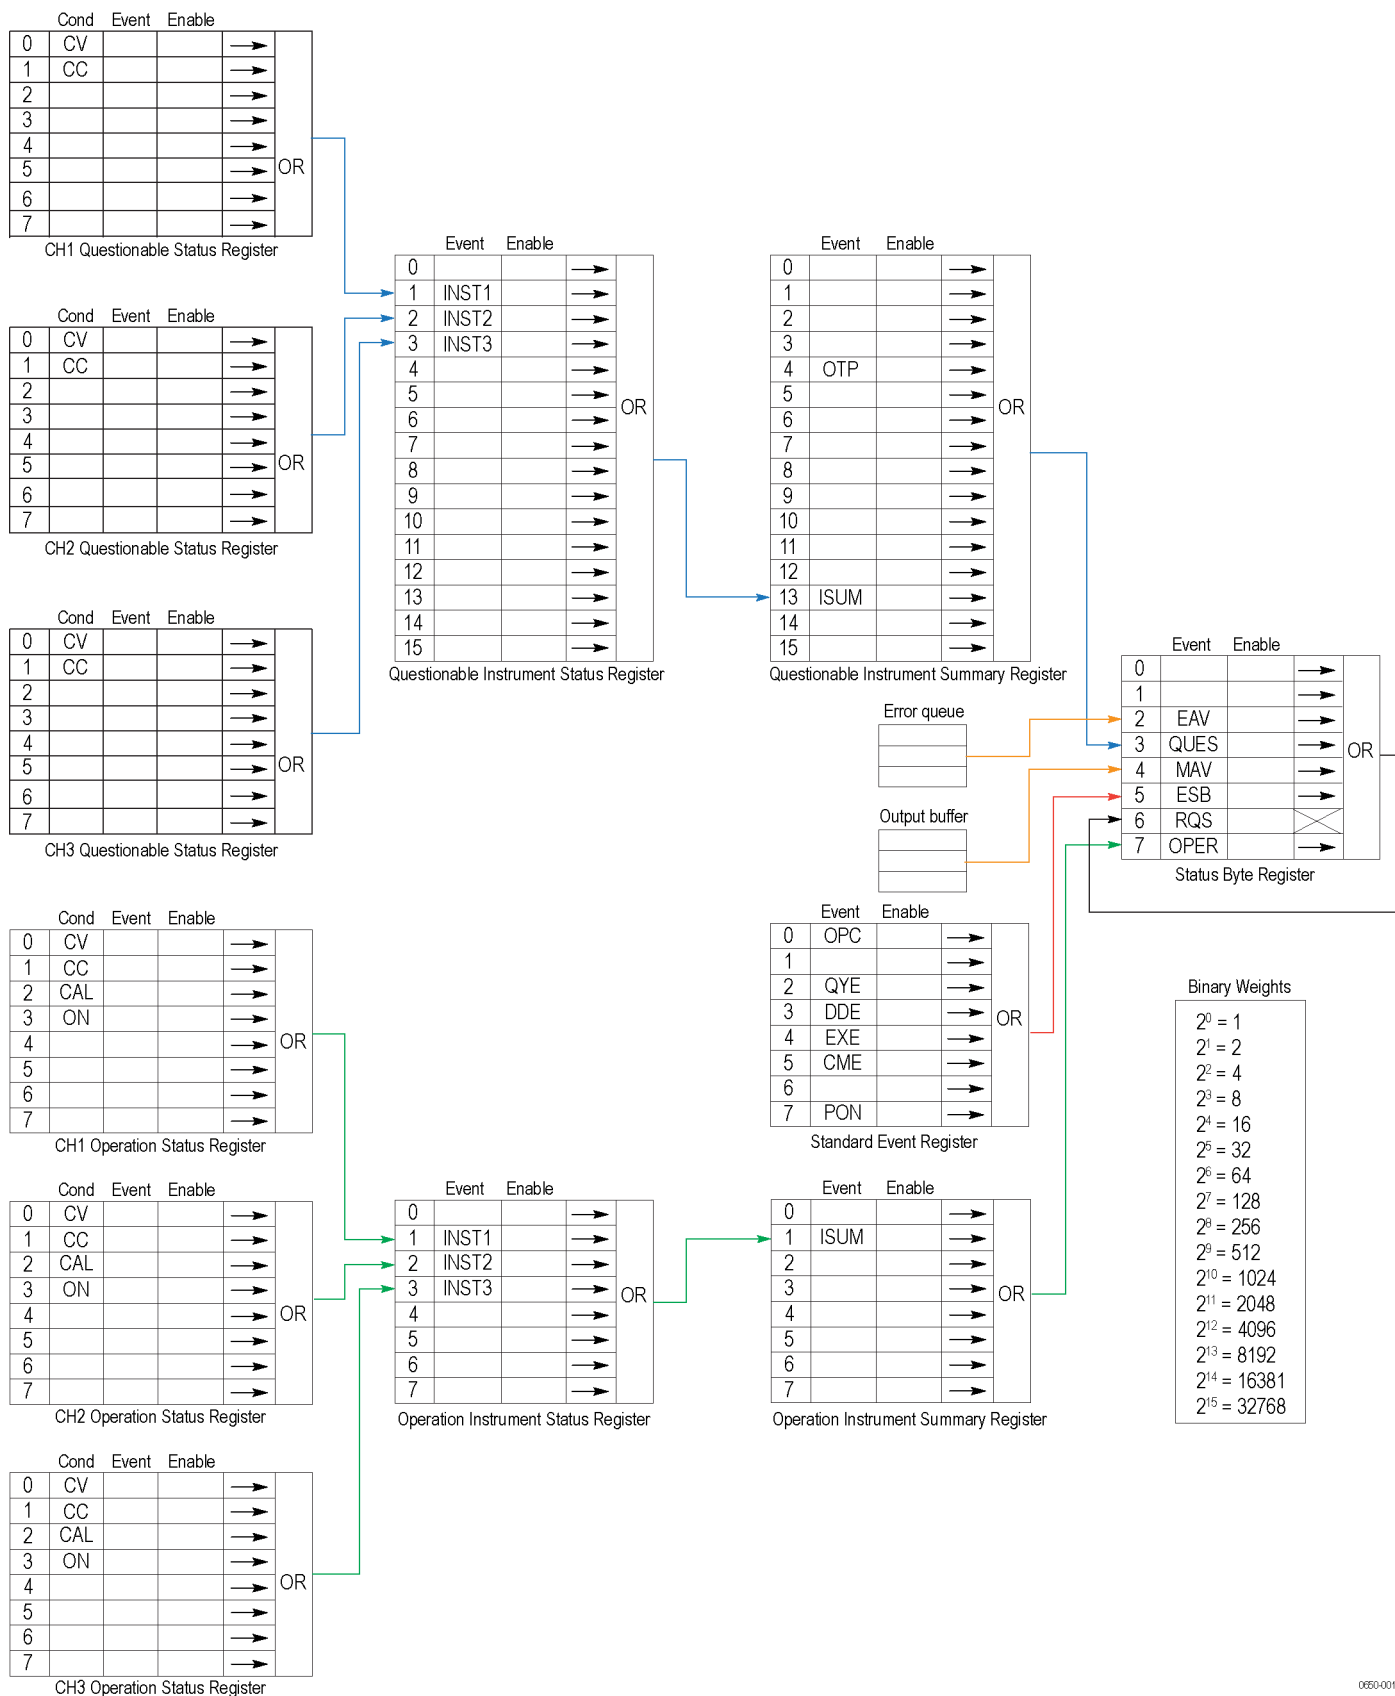 Cond Event Enable
0 CV
1 CC
2
3
4
5
6
7
OR
CH1 Questionable Status Register
Cond Event Enable
0 CV
1 CC
2
3
4
5
6
7
OR
CH2 Questionable Status Register
Cond Event Enable
0 CV
1 CC
2
3
4
5
6
7
OR
CH3 Questionable Status Register
Event Enable
0
1 INST1
2 INST2
3 INST3
4
5
6
7
8
9
10
11
12
13
14
15
OR
Questionable Instrument Status Register
Event Enable
0
1
2
3
4 OTP
5
6
7
8
9
10
11
12
13 ISUM
14
15
OR
Questionable Instrument Summary Register
Error queue
Output buffer
Event Enable
0
1
2 EAV
3 QUES
4 MAV
5 ESB
6 RQS
7 OPER
OR
Status Byte Register
Event Enable
0 OPC
1
2 QYE
3 DDE
4 EXE
5 CME
6
7 PON
OR
Standard Event Register
Cond Event Enable
0 CV
1 CC
2 CAL
3 ON
4
5
6
7
OR
CH1 Operation Status Register
Cond Event Enable
0 CV
1 CC
2 CAL
3 ON
4
5
6
7
OR
CH2 Operation Status Register
Cond Event Enable
0 CV
1 CC
2 CAL
3 ON
4
5
6
7
OR
CH3 Operation Status Register
Event Enable
0
1 INST1
2 INST2
3 INST3
4
5
6
7
OR
Operation Instrument Status Register
Event Enable
0
1 ISUM
2
3
4
5
6
7
OR
Operation Instrument Summary Register
Binary Weights
2⁰ = 1
2¹ = 2
2² = 4
2³ = 8
2⁴ = 16
2⁵ = 32
2⁶ = 64
2⁷ = 128
2⁸ = 256
2⁹ = 512
2¹⁰ = 1024
2¹¹ = 2048
2¹² = 4096
2¹³ = 8192
2¹⁴ = 16381
2¹⁵ = 32768
0650-001